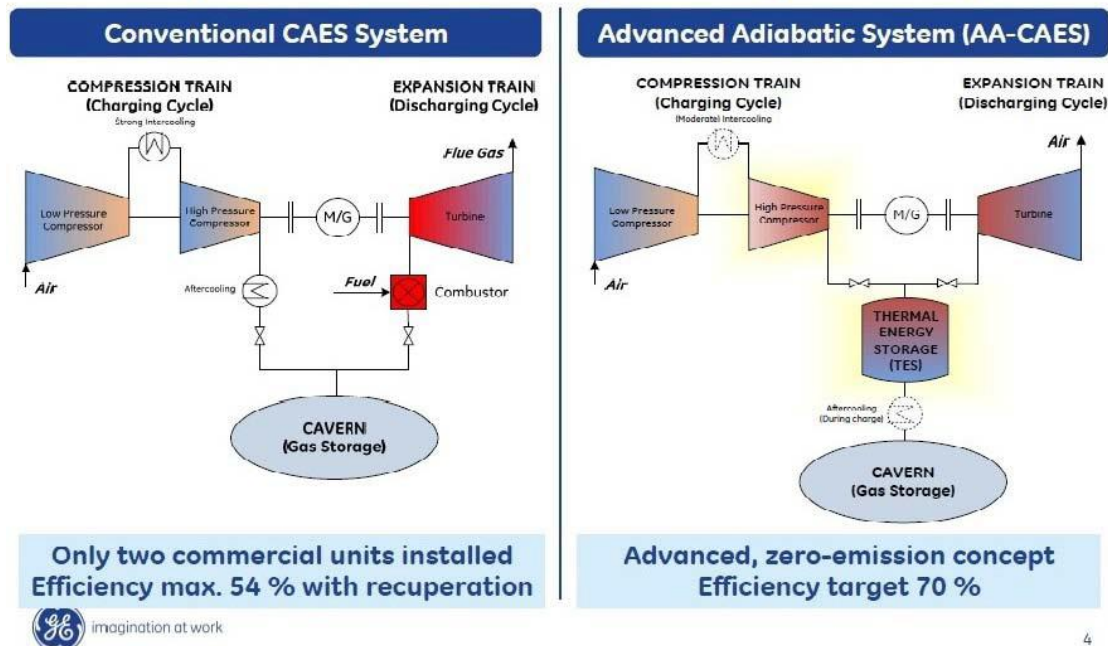 Conventional CAES System
COMPRESSION TRAIN
(Charging Cycle)
Strong Intercooling
EXPANSION TRAIN
(Discharging Cycle)
Flue Gas
Low Pressure
Compressor
High Pressure
Compressor
M/G
Turbine
Air
Aftercooling
Fuel
Combustor
CAVERN
(Gas Storage)
Only two commercial units installed
Efficiency max. 54 % with recuperation
Advanced Adiabatic System (AA-CAES)
COMPRESSION TRAIN
(Charging Cycle)
(Moderate) Intercooling
EXPANSION TRAIN
(Discharging Cycle)
Air
Low Pressure
Compressor
High Pressure
Compressor
M/G
Turbine
Air
THERMAL
ENERGY
STORAGE
(TES)
Aftercooling
(During charge)
CAVERN
(Gas Storage)
Advanced, zero-emission concept
Efficiency target 70 %
GE imagination at work
4